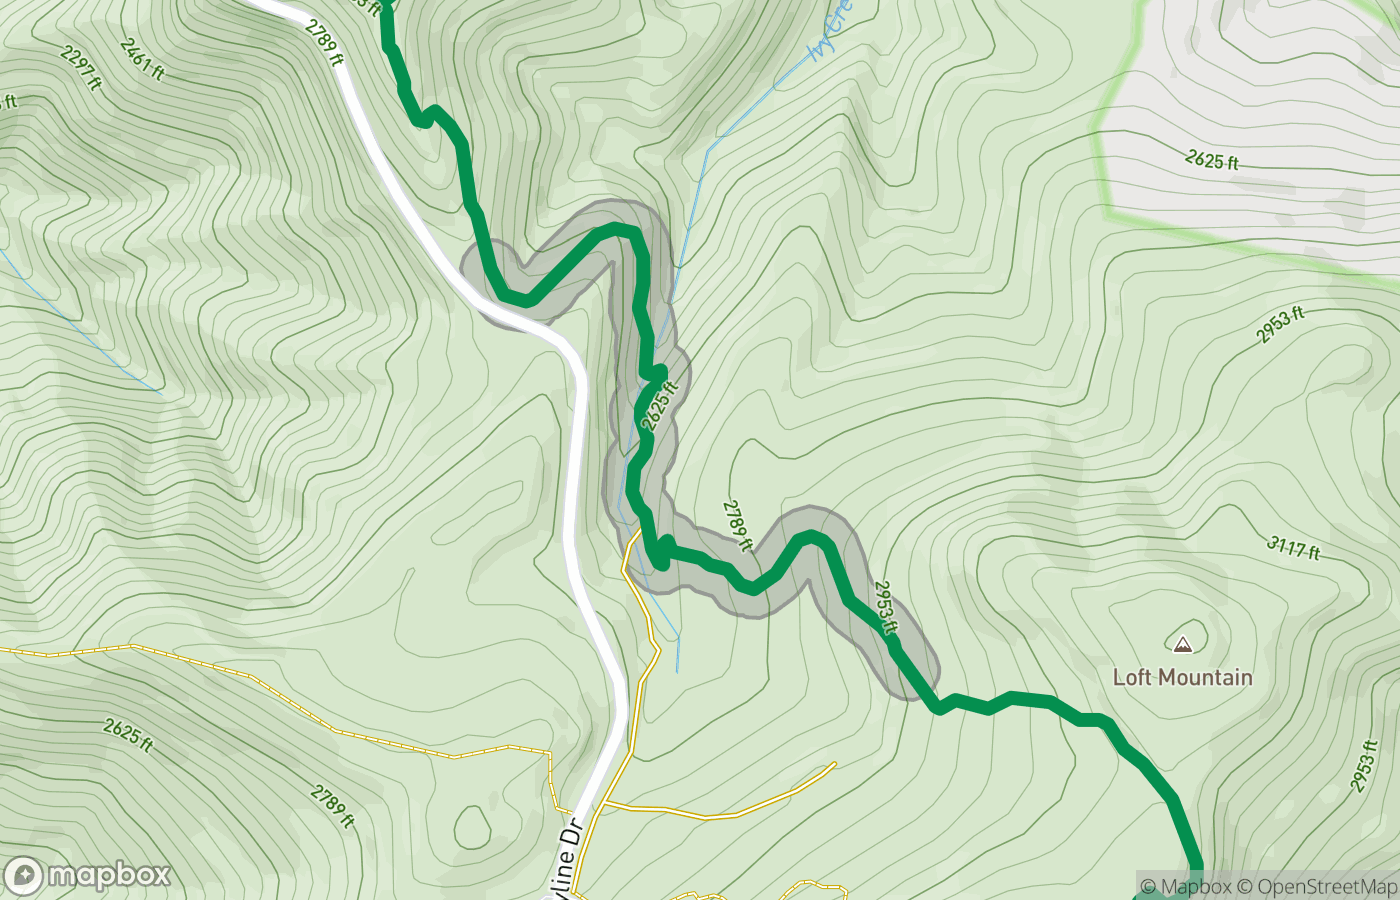 2789 ft
2461 ft
2297 ft
ft
Ivy Cre
2625 ft
2953 ft
2625 ft
2789 ft
3117 ft
2953 ft
Loft Mountain
2625 ft
2953 ft
2789 ft
yline Dr
mapbox
© Mapbox © OpenStreetMap